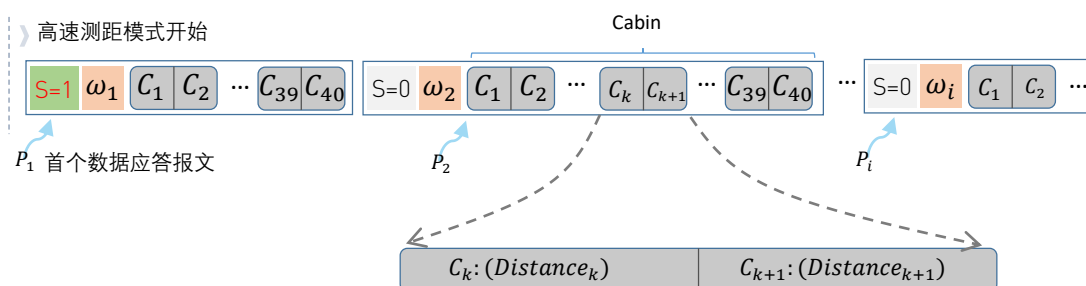 高速测距模式开始
Cabin
S=1 ω₁ C₁ C₂ ··· C₃₉ C₄₀ S=0 ω₂ C₁ C₂ ··· Cₖ Cₖ₊₁ ··· C₃₉ C₄₀ ··· S=0 ωᵢ C₁ C₂ ···
P₁ 首个数据应答报文 P₂ Pᵢ
Cₖ: (Distanceₖ) Cₖ₊₁: (Distanceₖ₊₁)